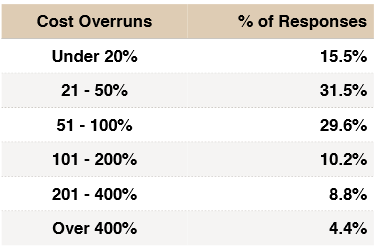 Cost Overruns % of Responses
Under 20% 15.5%
21 - 50% 31.5%
51 - 100% 29.6%
101 - 200% 10.2%
201 - 400% 8.8%
Over 400% 4.4%